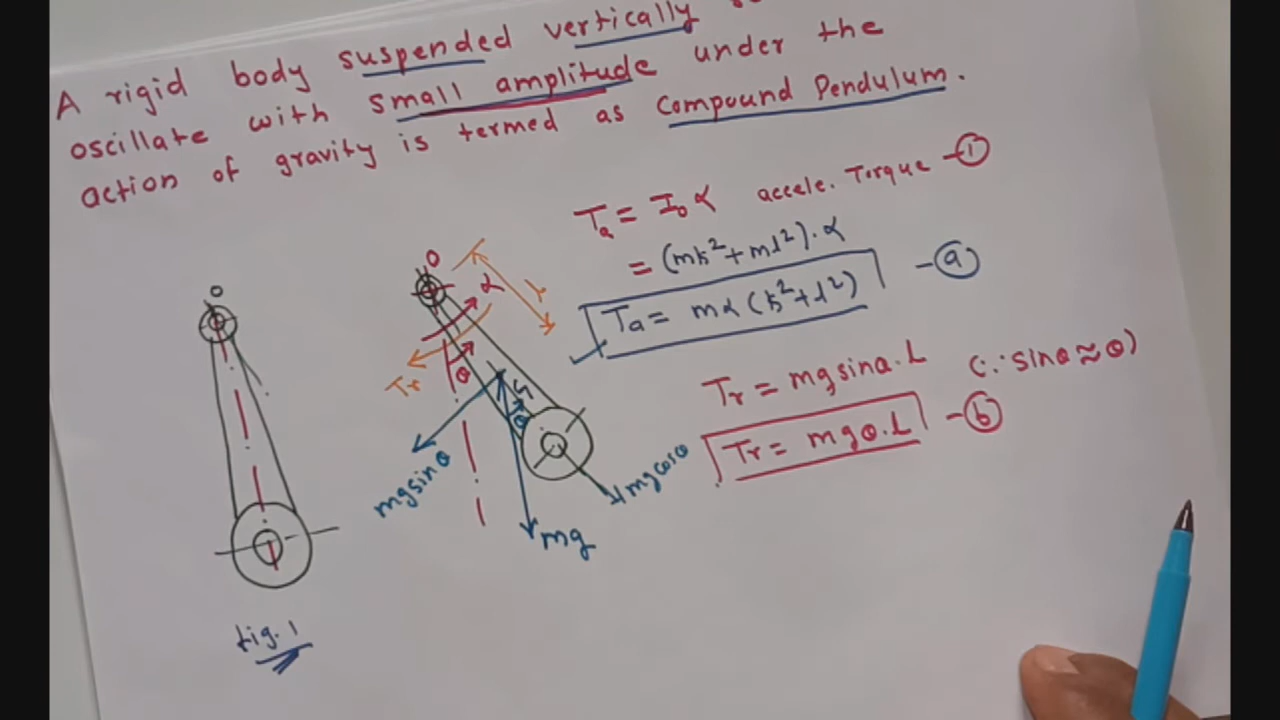 A rigid body suspended vertically
oscillate with small amplitude under the
action of gravity is termed as Compound Pendulum.
Ta = I₀α accele. Torque -①
= (mk²+ml²).α
Ta = mα(k²+l²) -ⓐ
Tr = mg sinα.L (∵ sinθ≈θ)
Tr = mgθ.L -ⓑ
O
O
α
Tr
θ
G
θ
mg sinθ
mg cosθ
mg
fig. 1